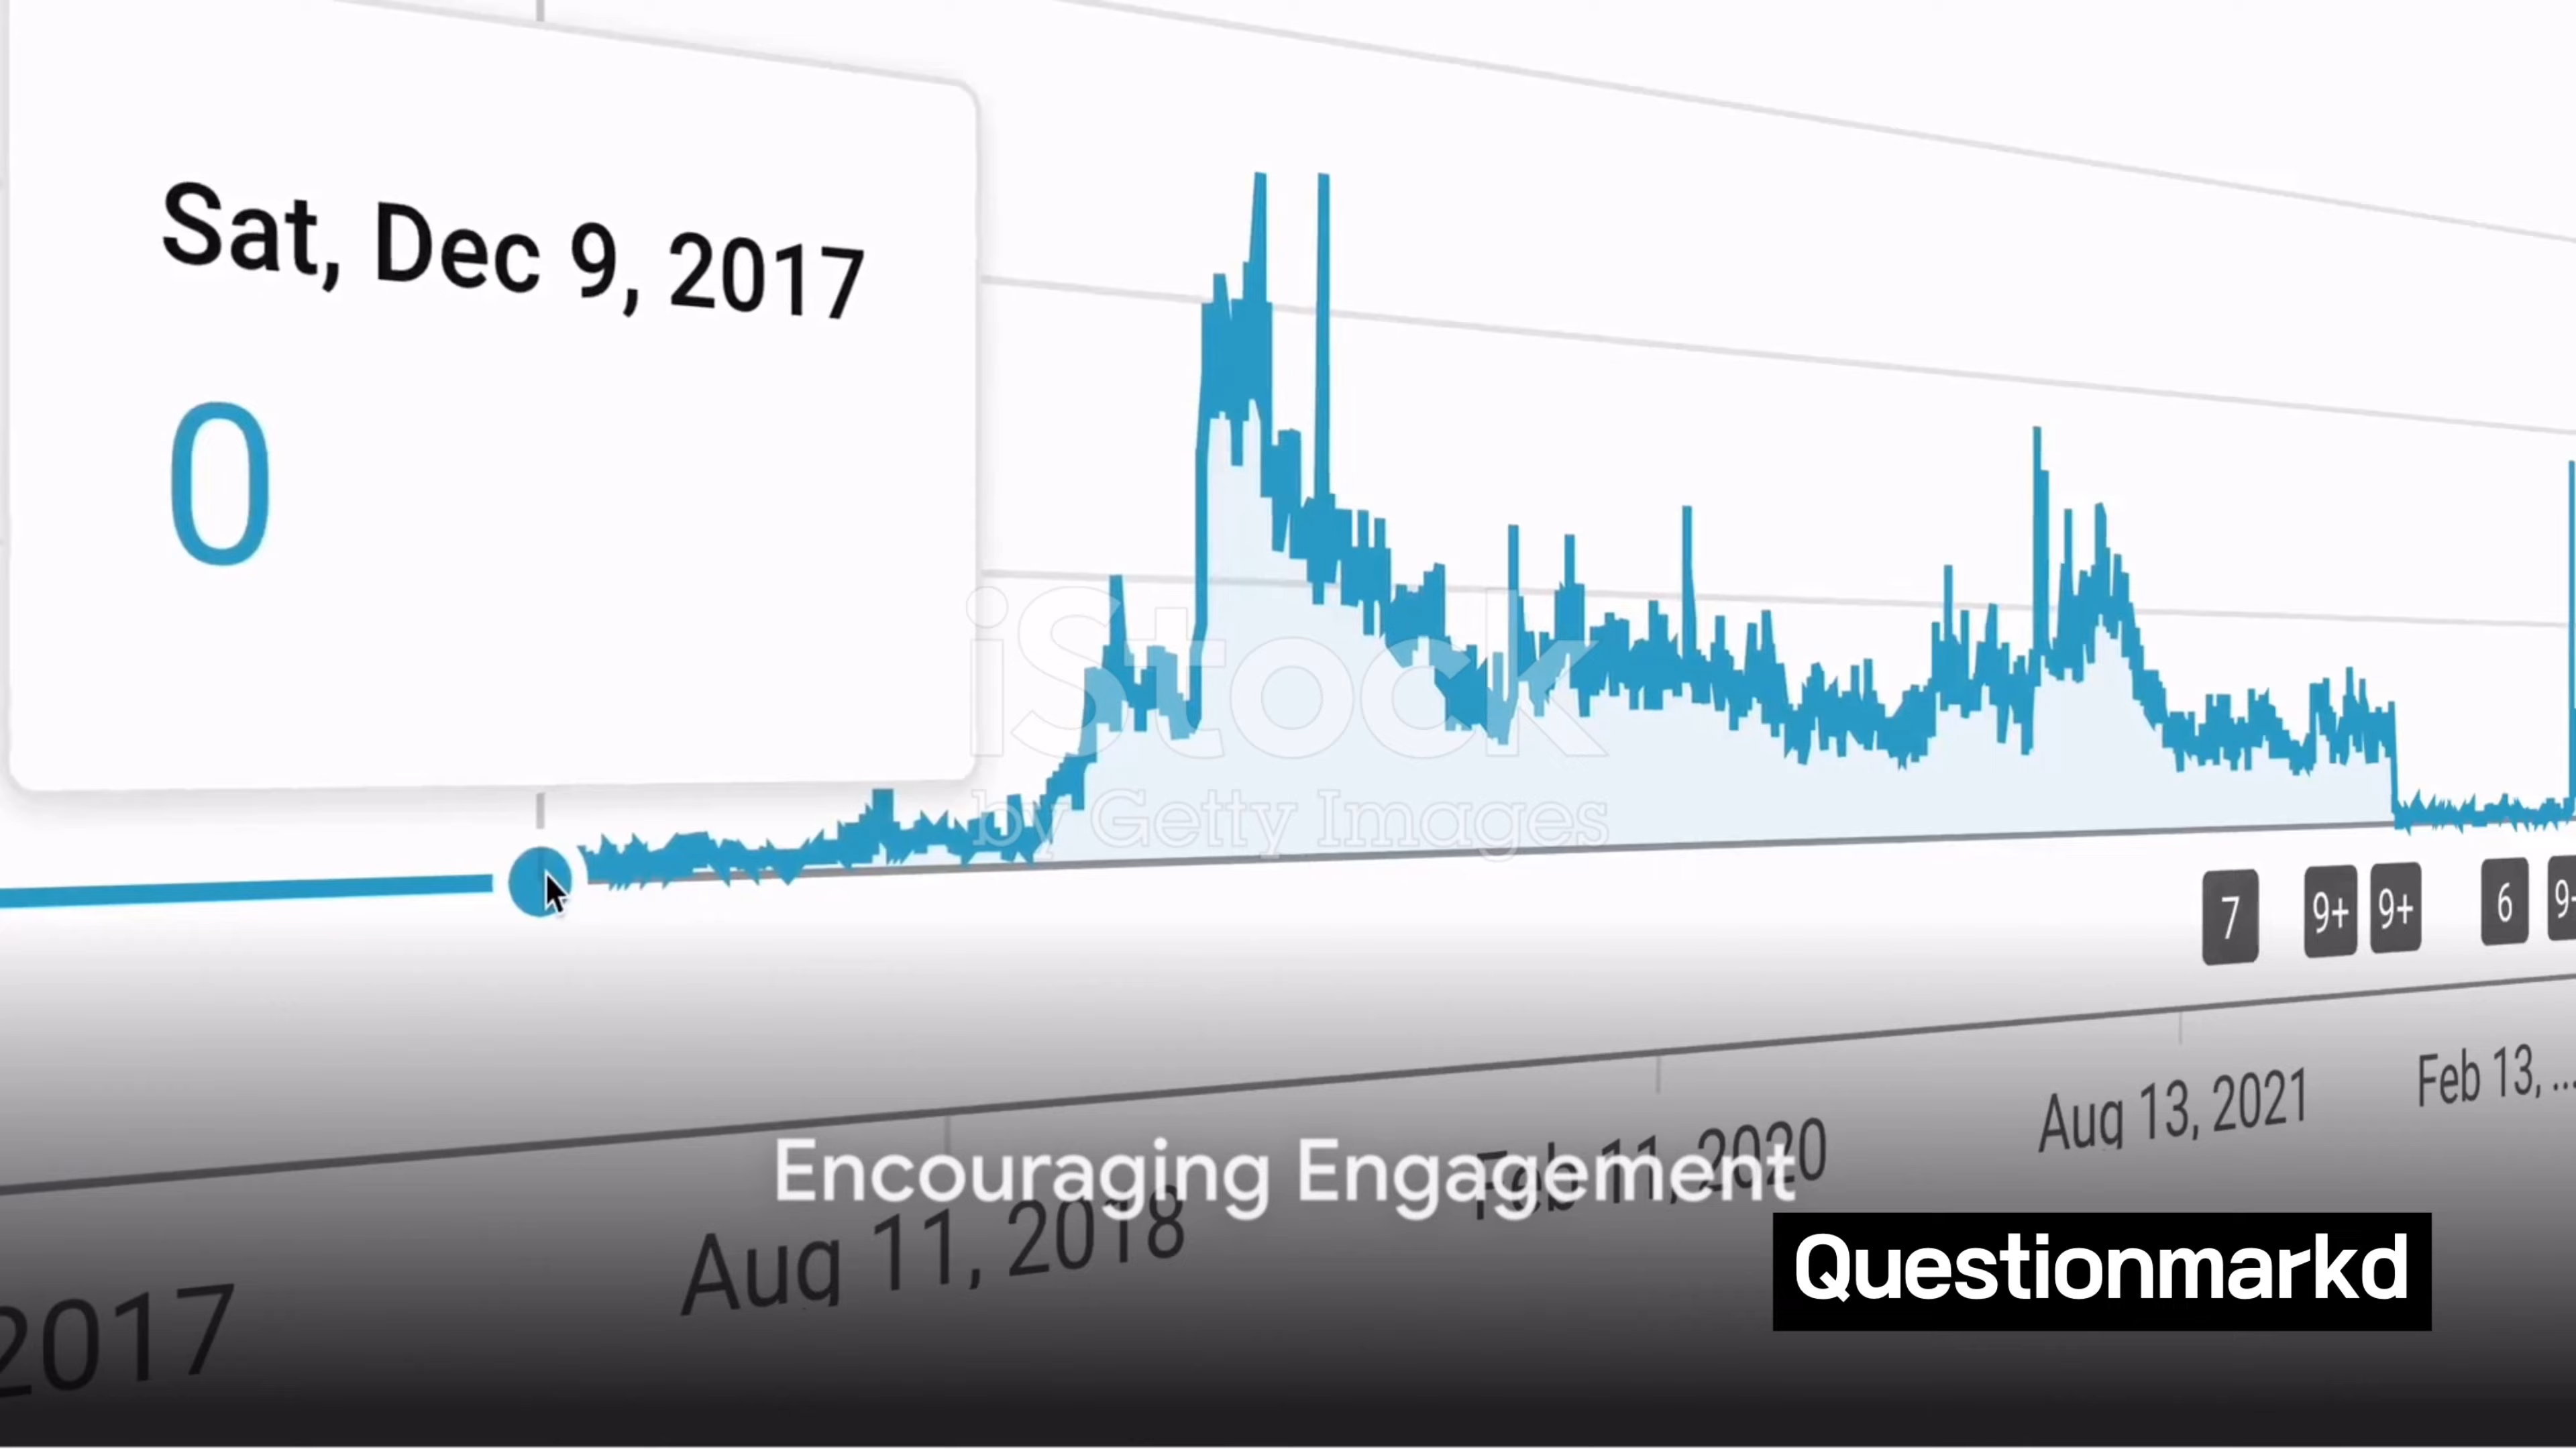 Sat, Dec 9, 2017
0
iStock
by Getty Images
7
9+
9+
6
9+
Aug 13, 2021
Feb 13, ...
Feb 11, 2020
Encouraging Engagement
Aug 11, 2018
Questionmarkd
2017